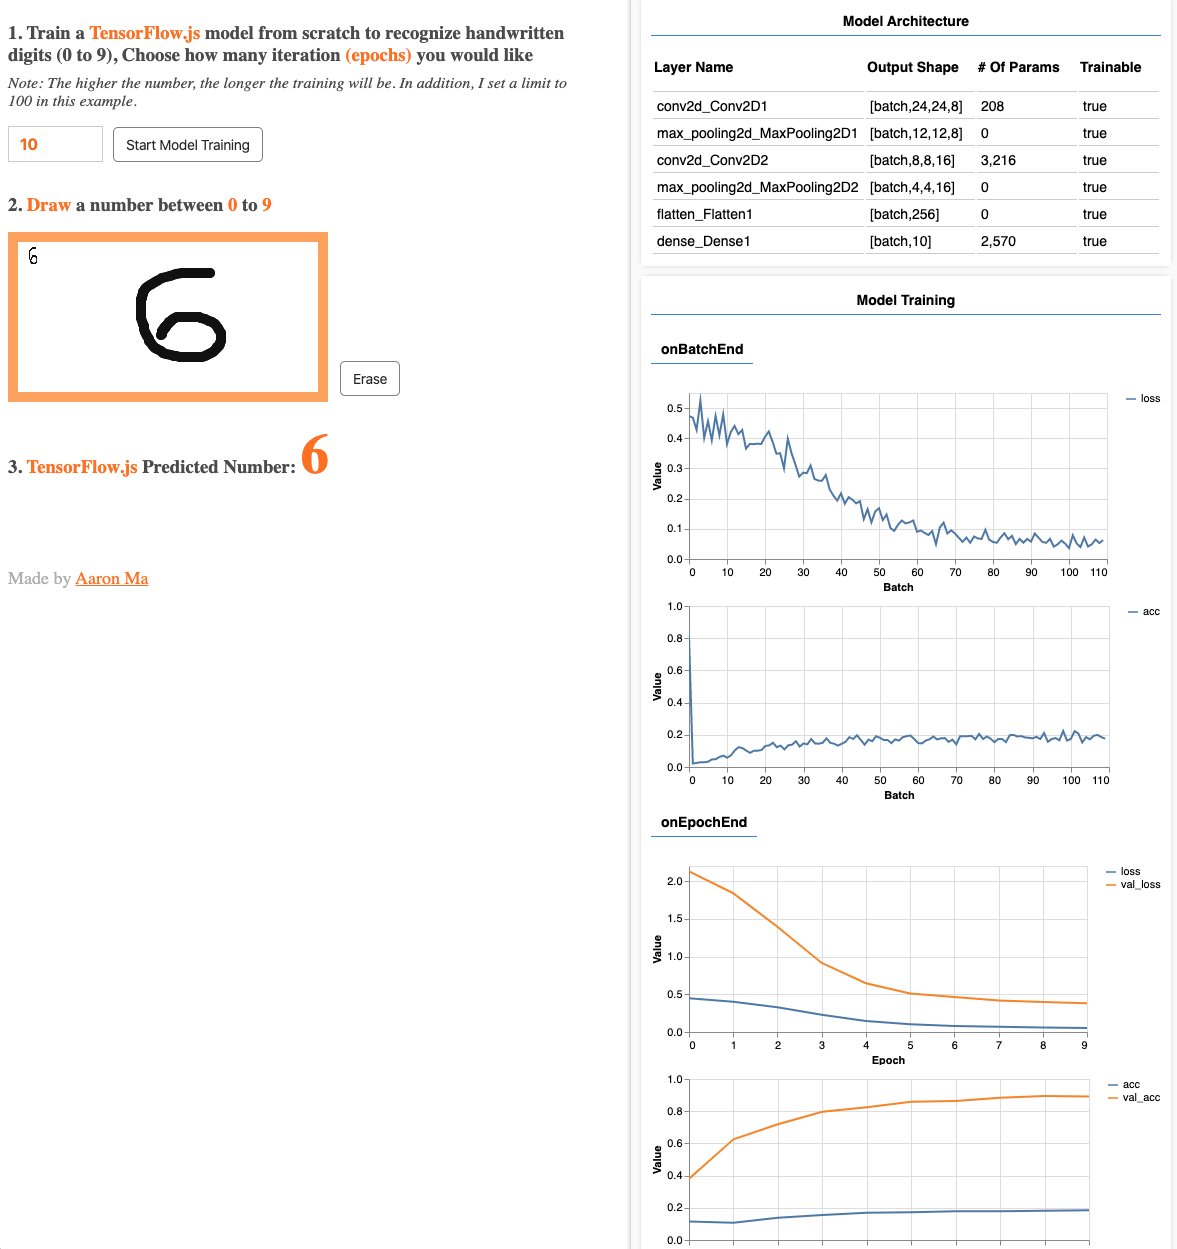 1. Train a TensorFlow.js model from scratch to recognize handwritten
digits (0 to 9), Choose how many iteration (epochs) you would like
Note: The higher the number, the longer the training will be. In addition, I set a limit to
100 in this example.
10
Start Model Training
2. Draw a number between 0 to 9
6
6
Erase
3. TensorFlow.js Predicted Number: 6
Made by Aaron Ma
Model Architecture
Layer Name Output Shape # Of Params Trainable
conv2d_Conv2D1 [batch,24,24,8] 208 true
max_pooling2d_MaxPooling2D1 [batch,12,12,8] 0 true
conv2d_Conv2D2 [batch,8,8,16] 3,216 true
max_pooling2d_MaxPooling2D2 [batch,4,4,16] 0 true
flatten_Flatten1 [batch,256] 0 true
dense_Dense1 [batch,10] 2,570 true
Model Training
onBatchEnd
loss
0.5
0.4
0.3
0.2
0.1
0.0
Value
0 10 20 30 40 50 60 70 80 90 100 110
Batch
acc
1.0
0.8
0.6
0.4
0.2
0.0
Value
0 10 20 30 40 50 60 70 80 90 100 110
Batch
onEpochEnd
loss
val_loss
2.0
1.5
1.0
0.5
0.0
Value
0 1 2 3 4 5 6 7 8 9
Epoch
acc
val_acc
1.0
0.8
0.6
0.4
0.2
0.0
Value